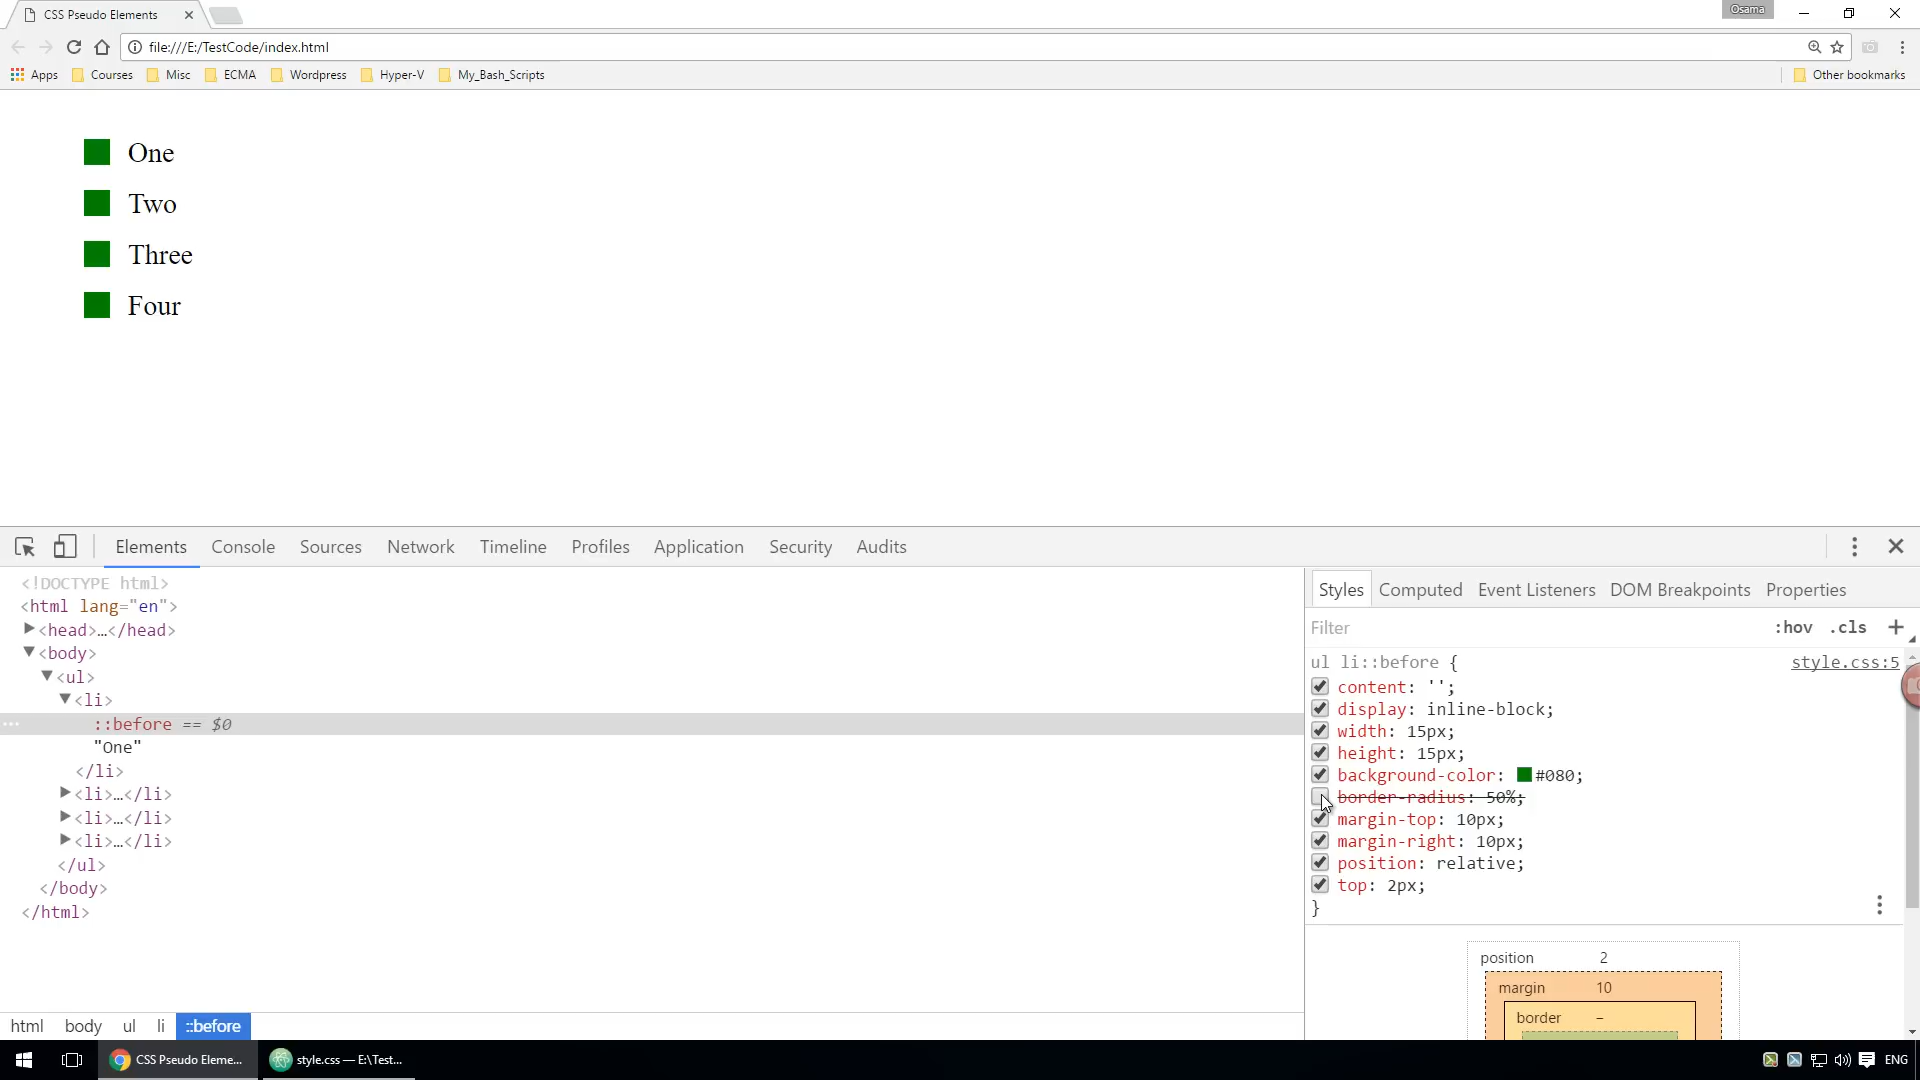 CSS Pseudo Elements
Osama
file:///E:/TestCode/index.html
Apps Courses Misc ECMA Wordpress Hyper-V My_Bash_Scripts Other bookmarks
One
Two
Three
Four
Elements Console Sources Network Timeline Profiles Application Security Audits
<!DOCTYPE html>
<html lang="en">
<head>…</head>
<body>
<ul>
<li>
::before == $0
"One"
</li>
<li>…</li>
<li>…</li>
<li>…</li>
</ul>
</body>
</html>
html body ul li ::before
Styles Computed Event Listeners DOM Breakpoints Properties
Filter :hov .cls +
ul li::before { style.css:5
content: '';
display: inline-block;
width: 15px;
height: 15px;
background-color: #080;
border-radius: 50%;
margin-top: 10px;
margin-right: 10px;
position: relative;
top: 2px;
}
position 2
margin 10
border –
CSS Pseudo Eleme... style.css — E:\Test... ENG